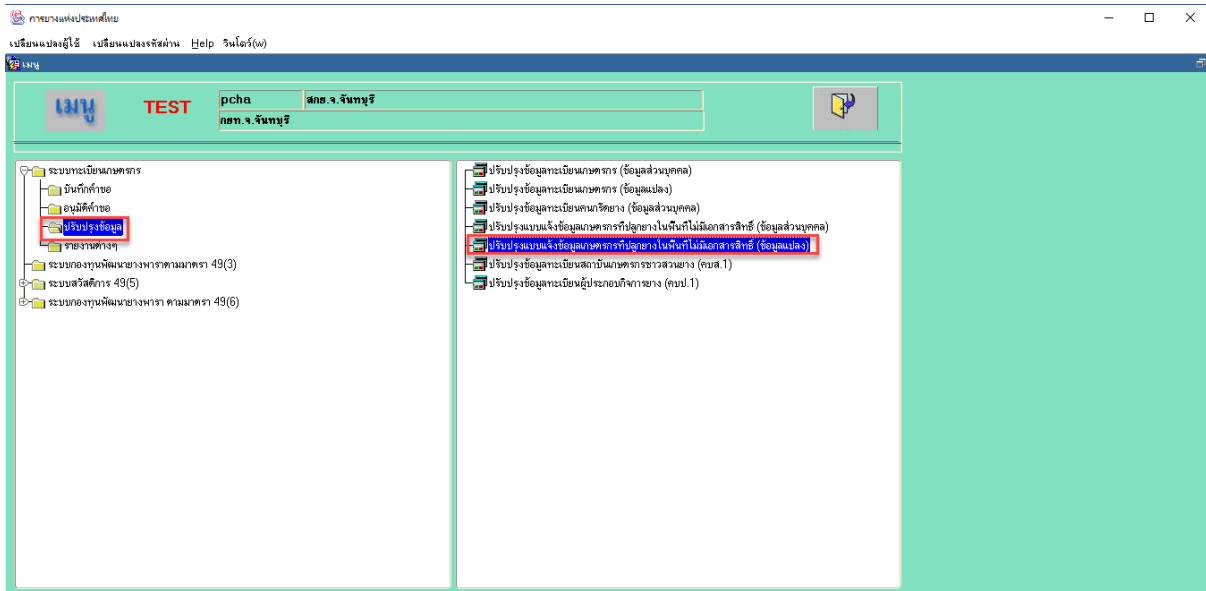 การยางแห่งประเทศไทย
เปลี่ยนแปลงผู้ใช้ เปลี่ยนแปลงรหัสผ่าน Help วินโดว์(w)
เมนู
เมนู TEST pcha สกย.จ.จันทบุรี
กยท.จ.จันทบุรี
ระบบทะเบียนเกษตรกร
บันทึกคำขอ
อนุมัติคำขอ
ปรับปรุงข้อมูล
รายงานต่างๆ
ระบบกองทุนพัฒนายางพาราตามมาตรา 49(3)
ระบบสวัสดิการ 49(5)
ระบบกองทุนพัฒนายางพารา ตามมาตรา 49(6)
ปรับปรุงข้อมูลทะเบียนเกษตรกร (ข้อมูลส่วนบุคคล)
ปรับปรุงข้อมูลทะเบียนเกษตรกร (ข้อมูลแปลง)
ปรับปรุงข้อมูลทะเบียนคนกรีดยาง (ข้อมูลส่วนบุคคล)
ปรับปรุงแบบแจ้งข้อมูลเกษตรกรที่ปลูกยางในพื้นที่ไม่มีเอกสารสิทธิ์ (ข้อมูลส่วนบุคคล)
ปรับปรุงแบบแจ้งข้อมูลเกษตรกรที่ปลูกยางในพื้นที่ไม่มีเอกสารสิทธิ์ (ข้อมูลแปลง)
ปรับปรุงข้อมูลทะเบียนสถาบันเกษตรกรชาวสวนยาง (คบส.1)
ปรับปรุงข้อมูลทะเบียนผู้ประกอบกิจการยาง (คบป.1)